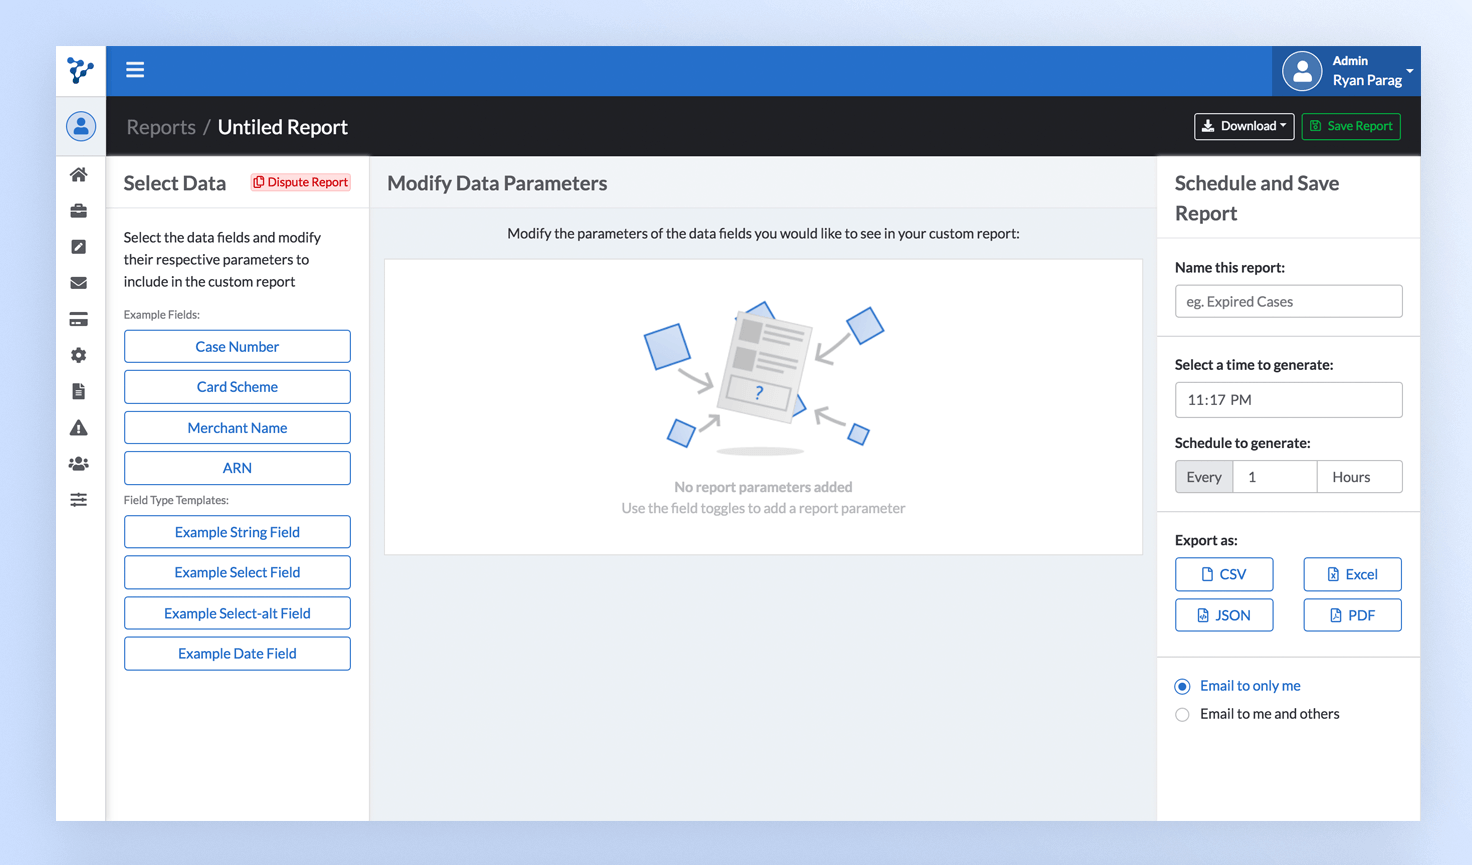 Admin
Ryan Parag
Reports / Untiled Report
Download
Save Report
Select Data
Dispute Report
Select the data fields and modify
their respective parameters to
include in the custom report
Example Fields:
Case Number
Card Scheme
Merchant Name
ARN
Field Type Templates:
Example String Field
Example Select Field
Example Select-alt Field
Example Date Field
Modify Data Parameters
Modify the parameters of the data fields you would like to see in your custom report:
?
No report parameters added
Use the field toggles to add a report parameter
Schedule and Save
Report
Name this report:
eg. Expired Cases
Select a time to generate:
11:17 PM
Schedule to generate:
Every 1 Hours
Export as:
CSV
Excel
JSON
PDF
Email to only me
Email to me and others